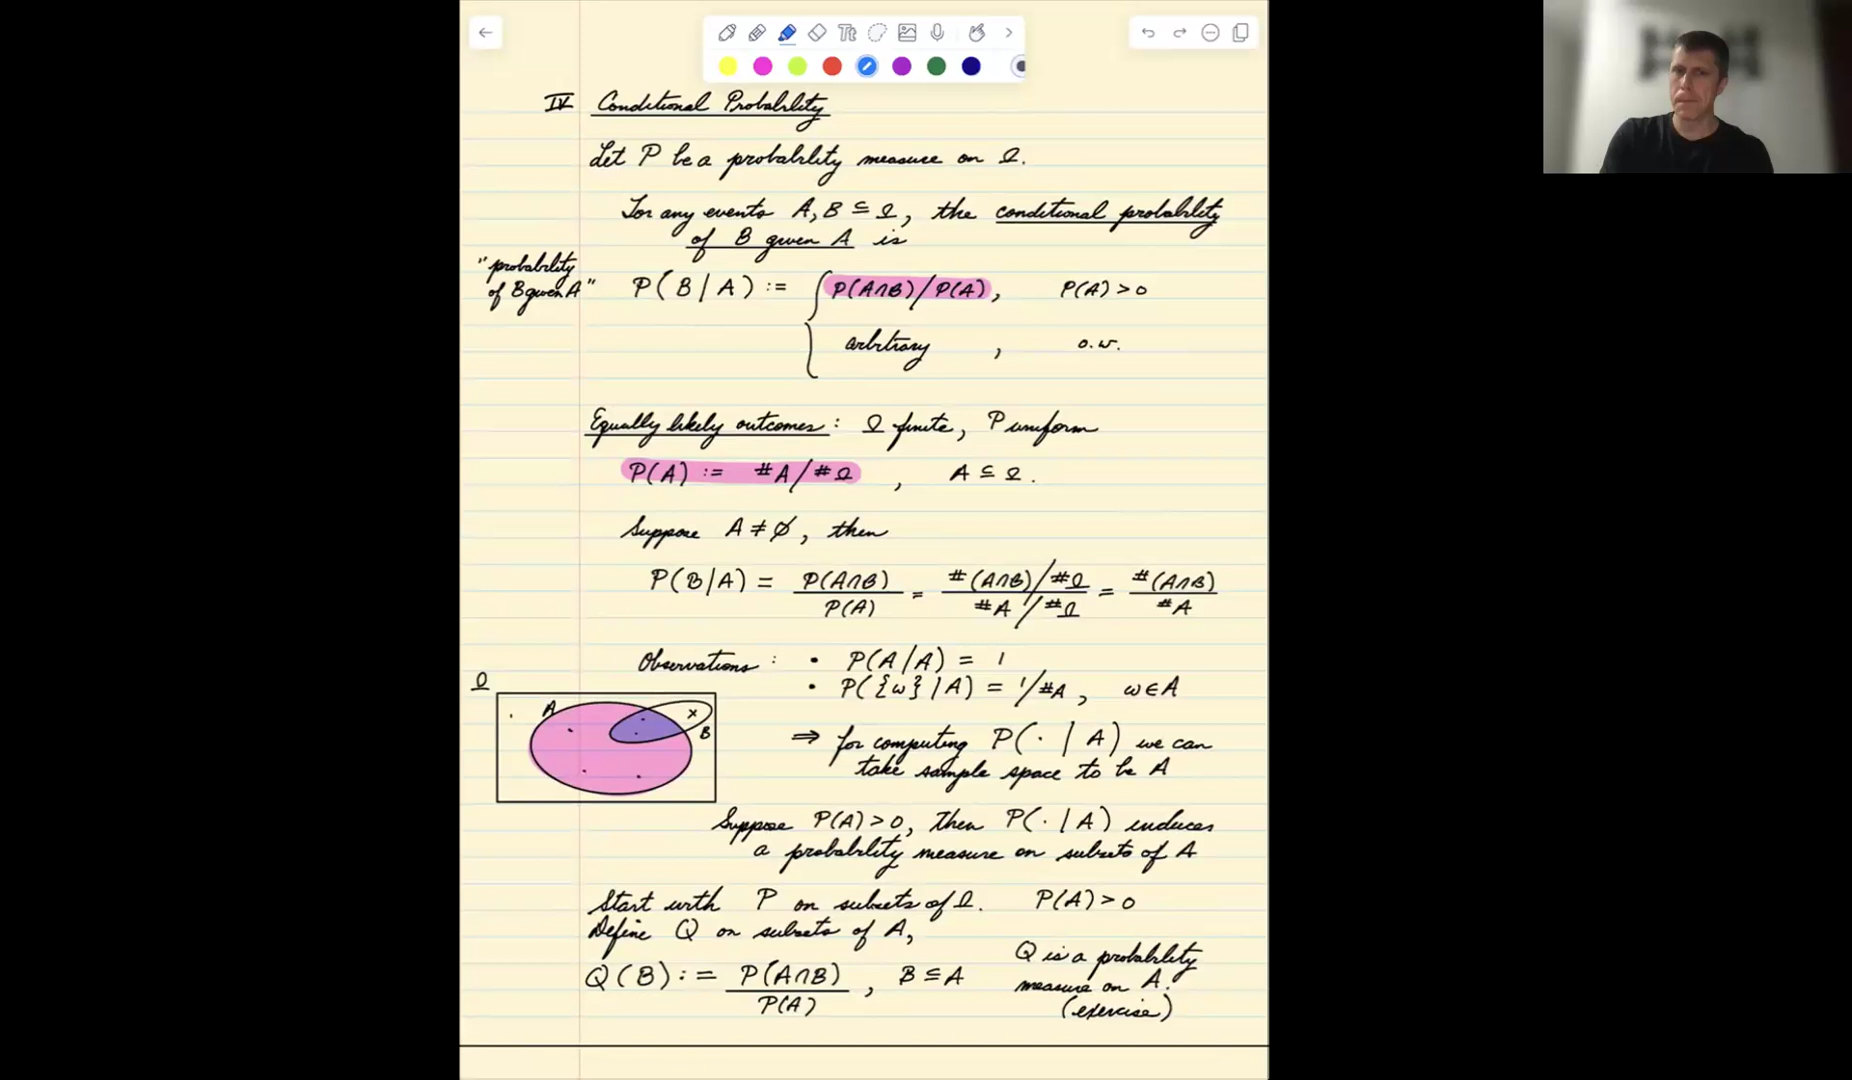 IV Conditional Probability
Let P be a probability measure on Ω.
For any events A, B ⊆ Ω, the conditional probability
of B given A is
"probability
of B given A"
P(B|A) := { P(A∩B)/P(A), P(A)>0
arbitrary, o.w.
Equally likely outcomes: Ω finite, P uniform
P(A) := #A/#Ω, A ⊆ Ω.
Suppose A ≠ ∅, then
P(B|A) = P(A∩B)/P(A) = #(A∩B)/#Ω / #A/#Ω = #(A∩B)/#A
Observations: • P(A|A) = 1
• P({ω}|A) = 1/#A, ω∈A
Ω
A
x
B
⇒ for computing P(·|A) we can
take sample space to be A
Suppose P(A)>0, then P(·|A) induces
a probability measure on subsets of A
Start with P on subsets of Ω. P(A)>0
Define Q on subsets of A,
Q(B) := P(A∩B)/P(A), B ⊆ A
Q is a probability
measure on A.
(exercise)